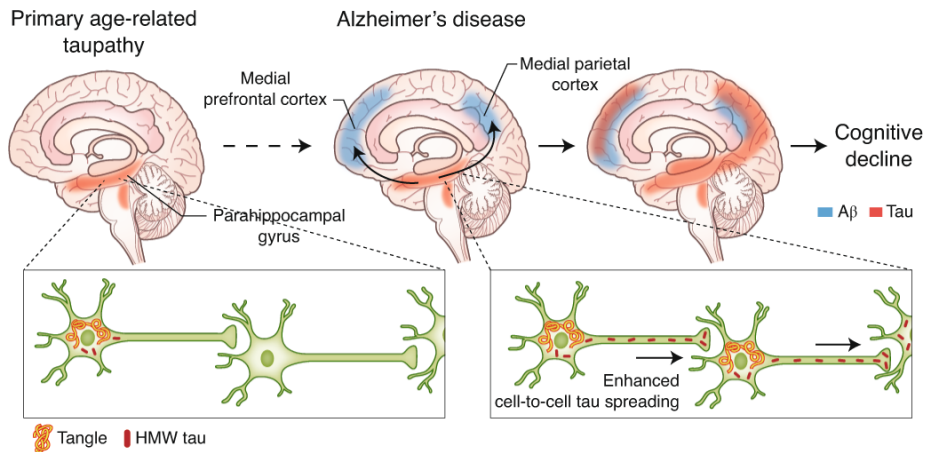 Primary age-related
taupathy
Alzheimer's disease
Medial
prefrontal cortex
Medial parietal
cortex
Cognitive
decline
Parahippocampal
gyrus
Aβ
Tau
Enhanced
cell-to-cell tau spreading
Tangle
HMW tau